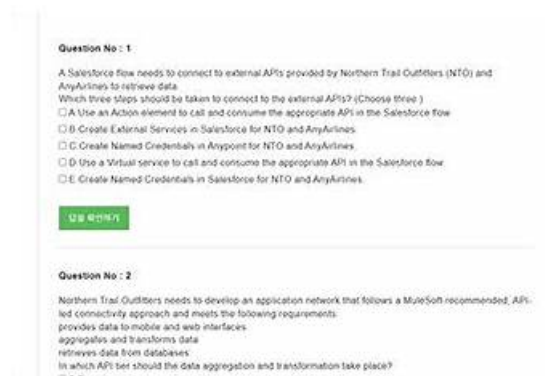 Question No : 1
A Salesforce flow needs to connect to external APIs provided by Northern Trail Outfitters (NTO) and
AnyAirlines to retrieve data.
Which three steps should be taken to connect to the external APIs? (Choose three.)
A Use an Action element to call and consume the appropriate API in the Salesforce flow
B Create External Services in Salesforce for NTO and AnyAirlines.
C Create Named Credentials in Anypoint for NTO and AnyAirlines
D Use a Virtual service to call and consume the appropriate API in the Salesforce flow
E Create Named Credentials in Salesforce for NTO and AnyAirlines.
답을 확인하기
Question No : 2
Northern Trail Outfitters needs to develop an application network that follows a MuleSoft recommended, API-
led connectivity approach and meets the following requirements:
provides data to mobile and web interfaces
aggregates and transforms data
retrieves data from databases
In which API tier should the data aggregation and transformation take place?